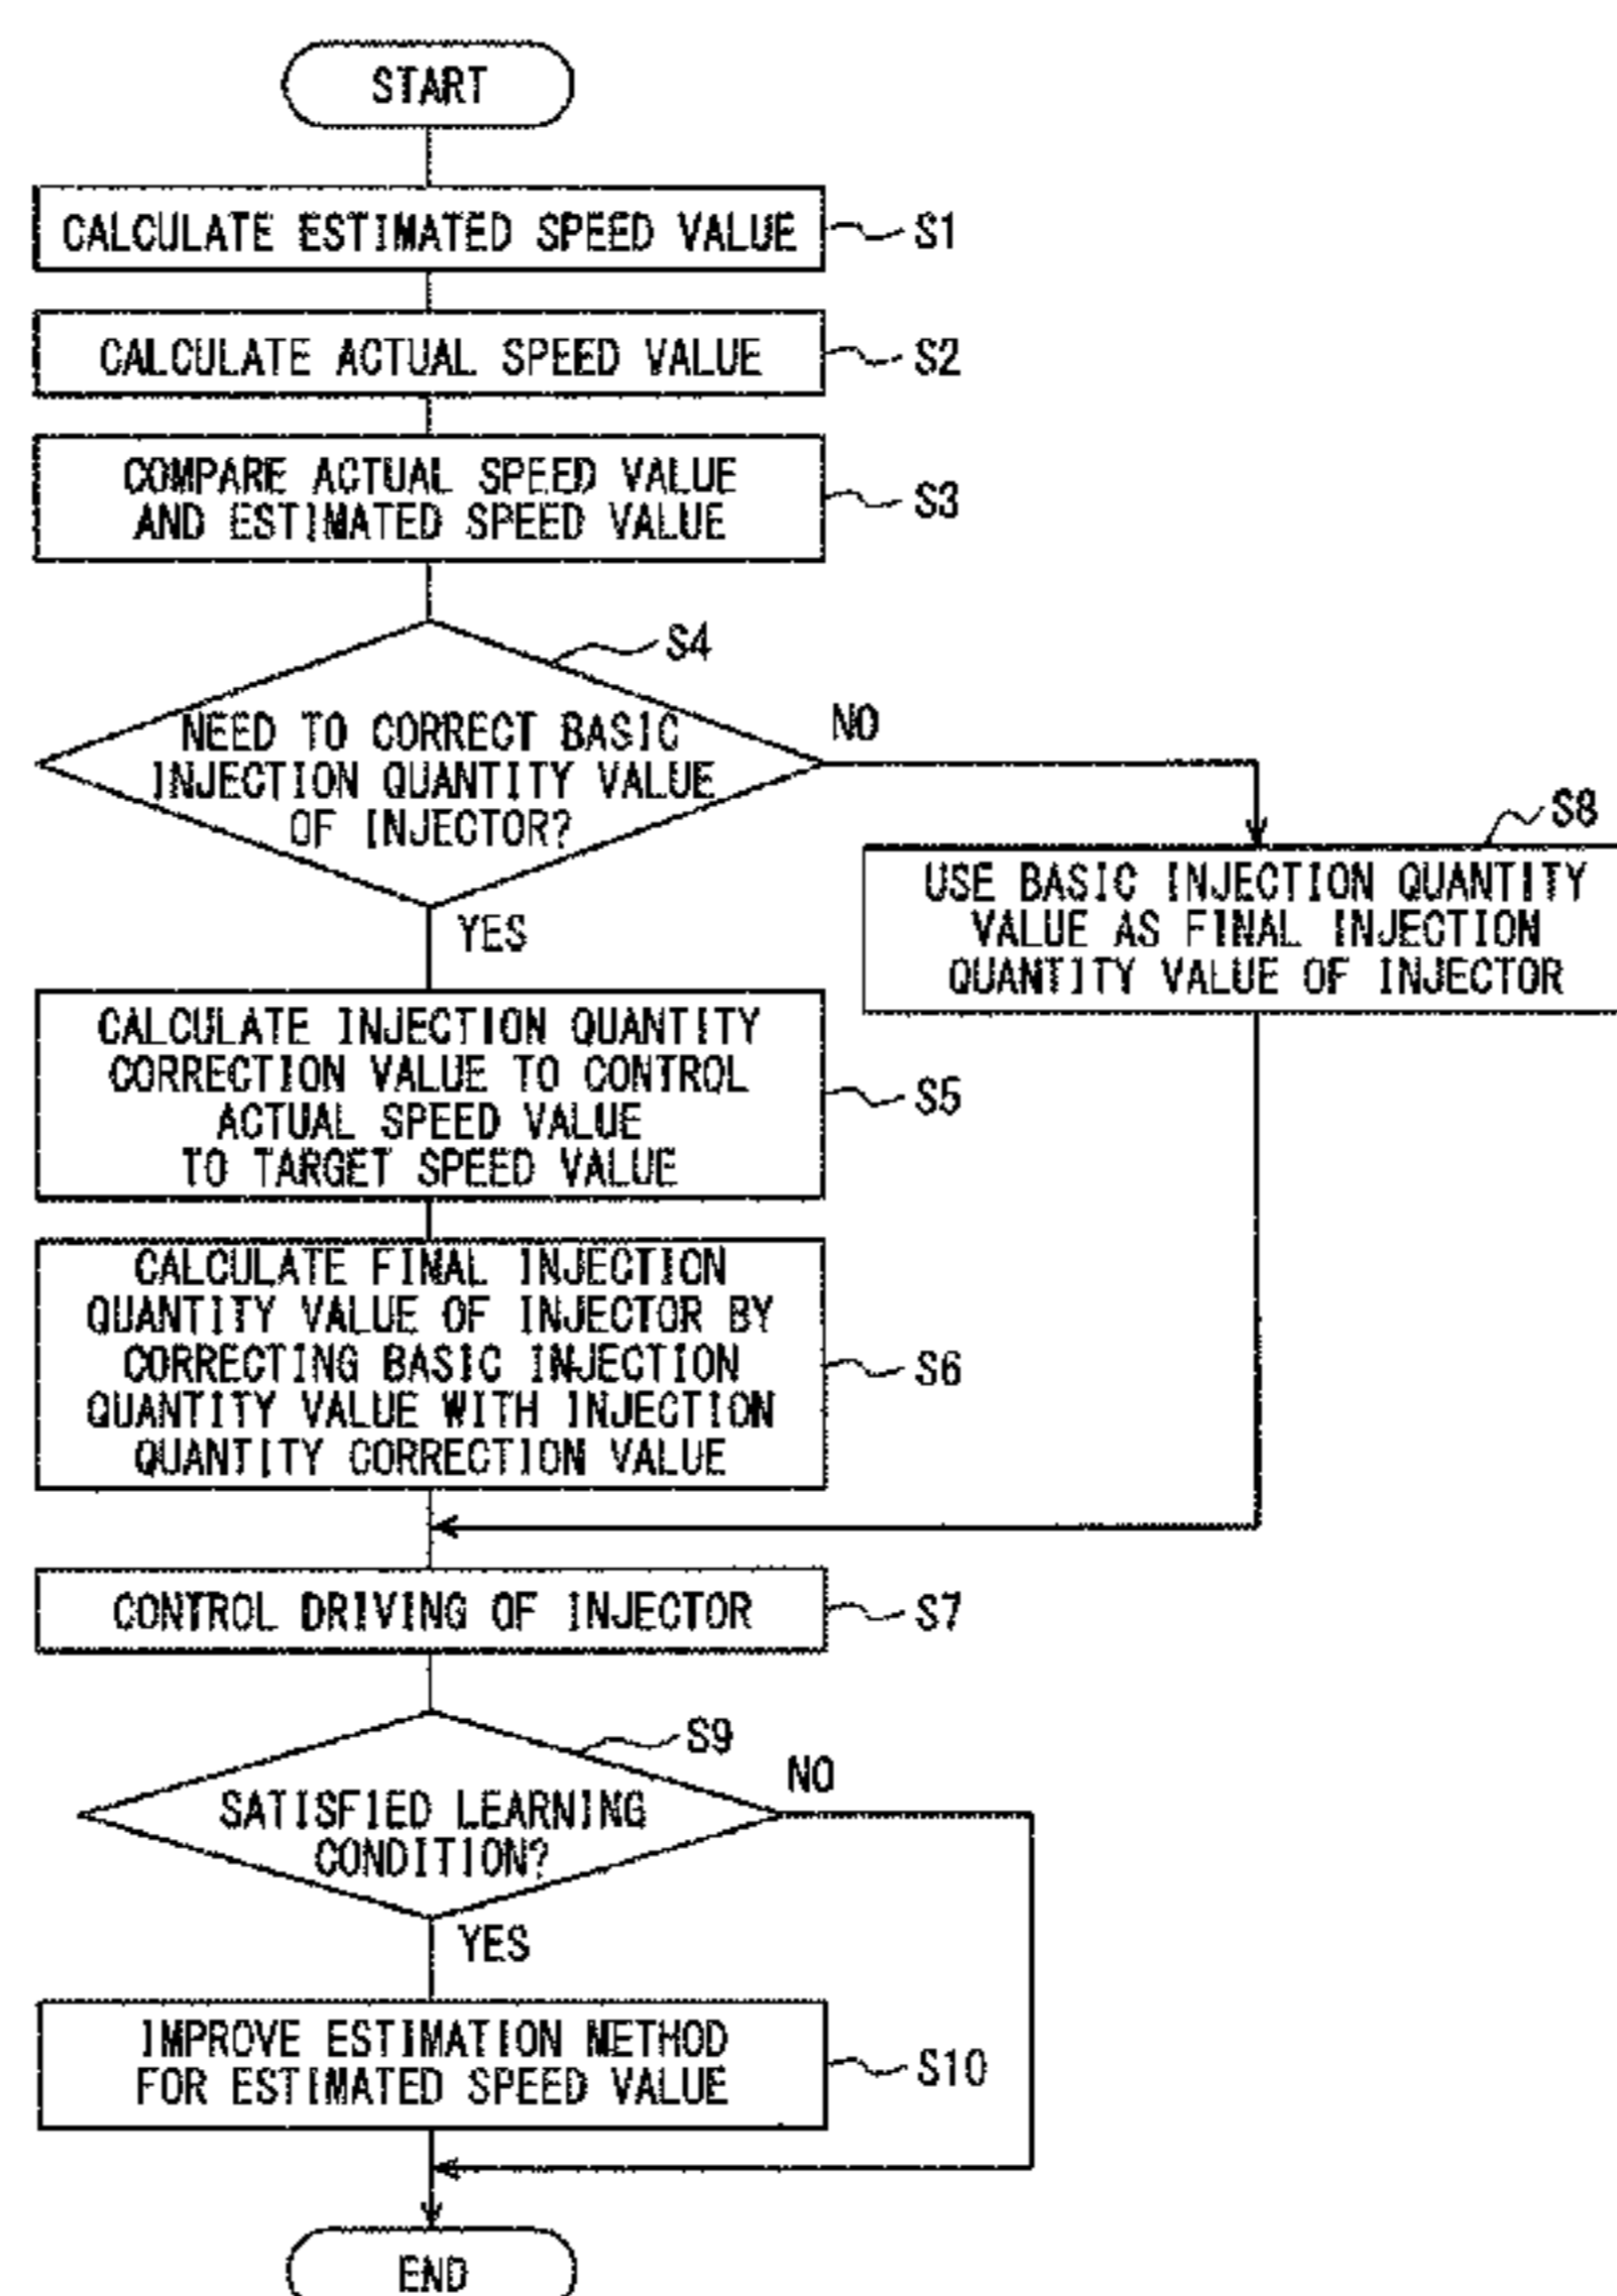 START
CALCULATE ESTIMATED SPEED VALUE
S1
CALCULATE ACTUAL SPEED VALUE
S2
COMPARE ACTUAL SPEED VALUE
AND ESTIMATED SPEED VALUE
S3
S4
NEED TO CORRECT BASIC
INJECTION QUANTITY VALUE
OF INJECTOR?
NO
YES
S8
USE BASIC INJECTION QUANTITY
VALUE AS FINAL INJECTION
QUANTITY VALUE OF INJECTOR
CALCULATE INJECTION QUANTITY
CORRECTION VALUE TO CONTROL
ACTUAL SPEED VALUE
TO TARGET SPEED VALUE
S5
CALCULATE FINAL INJECTION
QUANTITY VALUE OF INJECTOR BY
CORRECTING BASIC INJECTION
QUANTITY VALUE WITH INJECTION
QUANTITY CORRECTION VALUE
S6
CONTROL DRIVING OF INJECTOR
S7
S9
SATISFIED LEARNING
CONDITION?
NO
YES
IMPROVE ESTIMATION METHOD
FOR ESTIMATED SPEED VALUE
S10
END